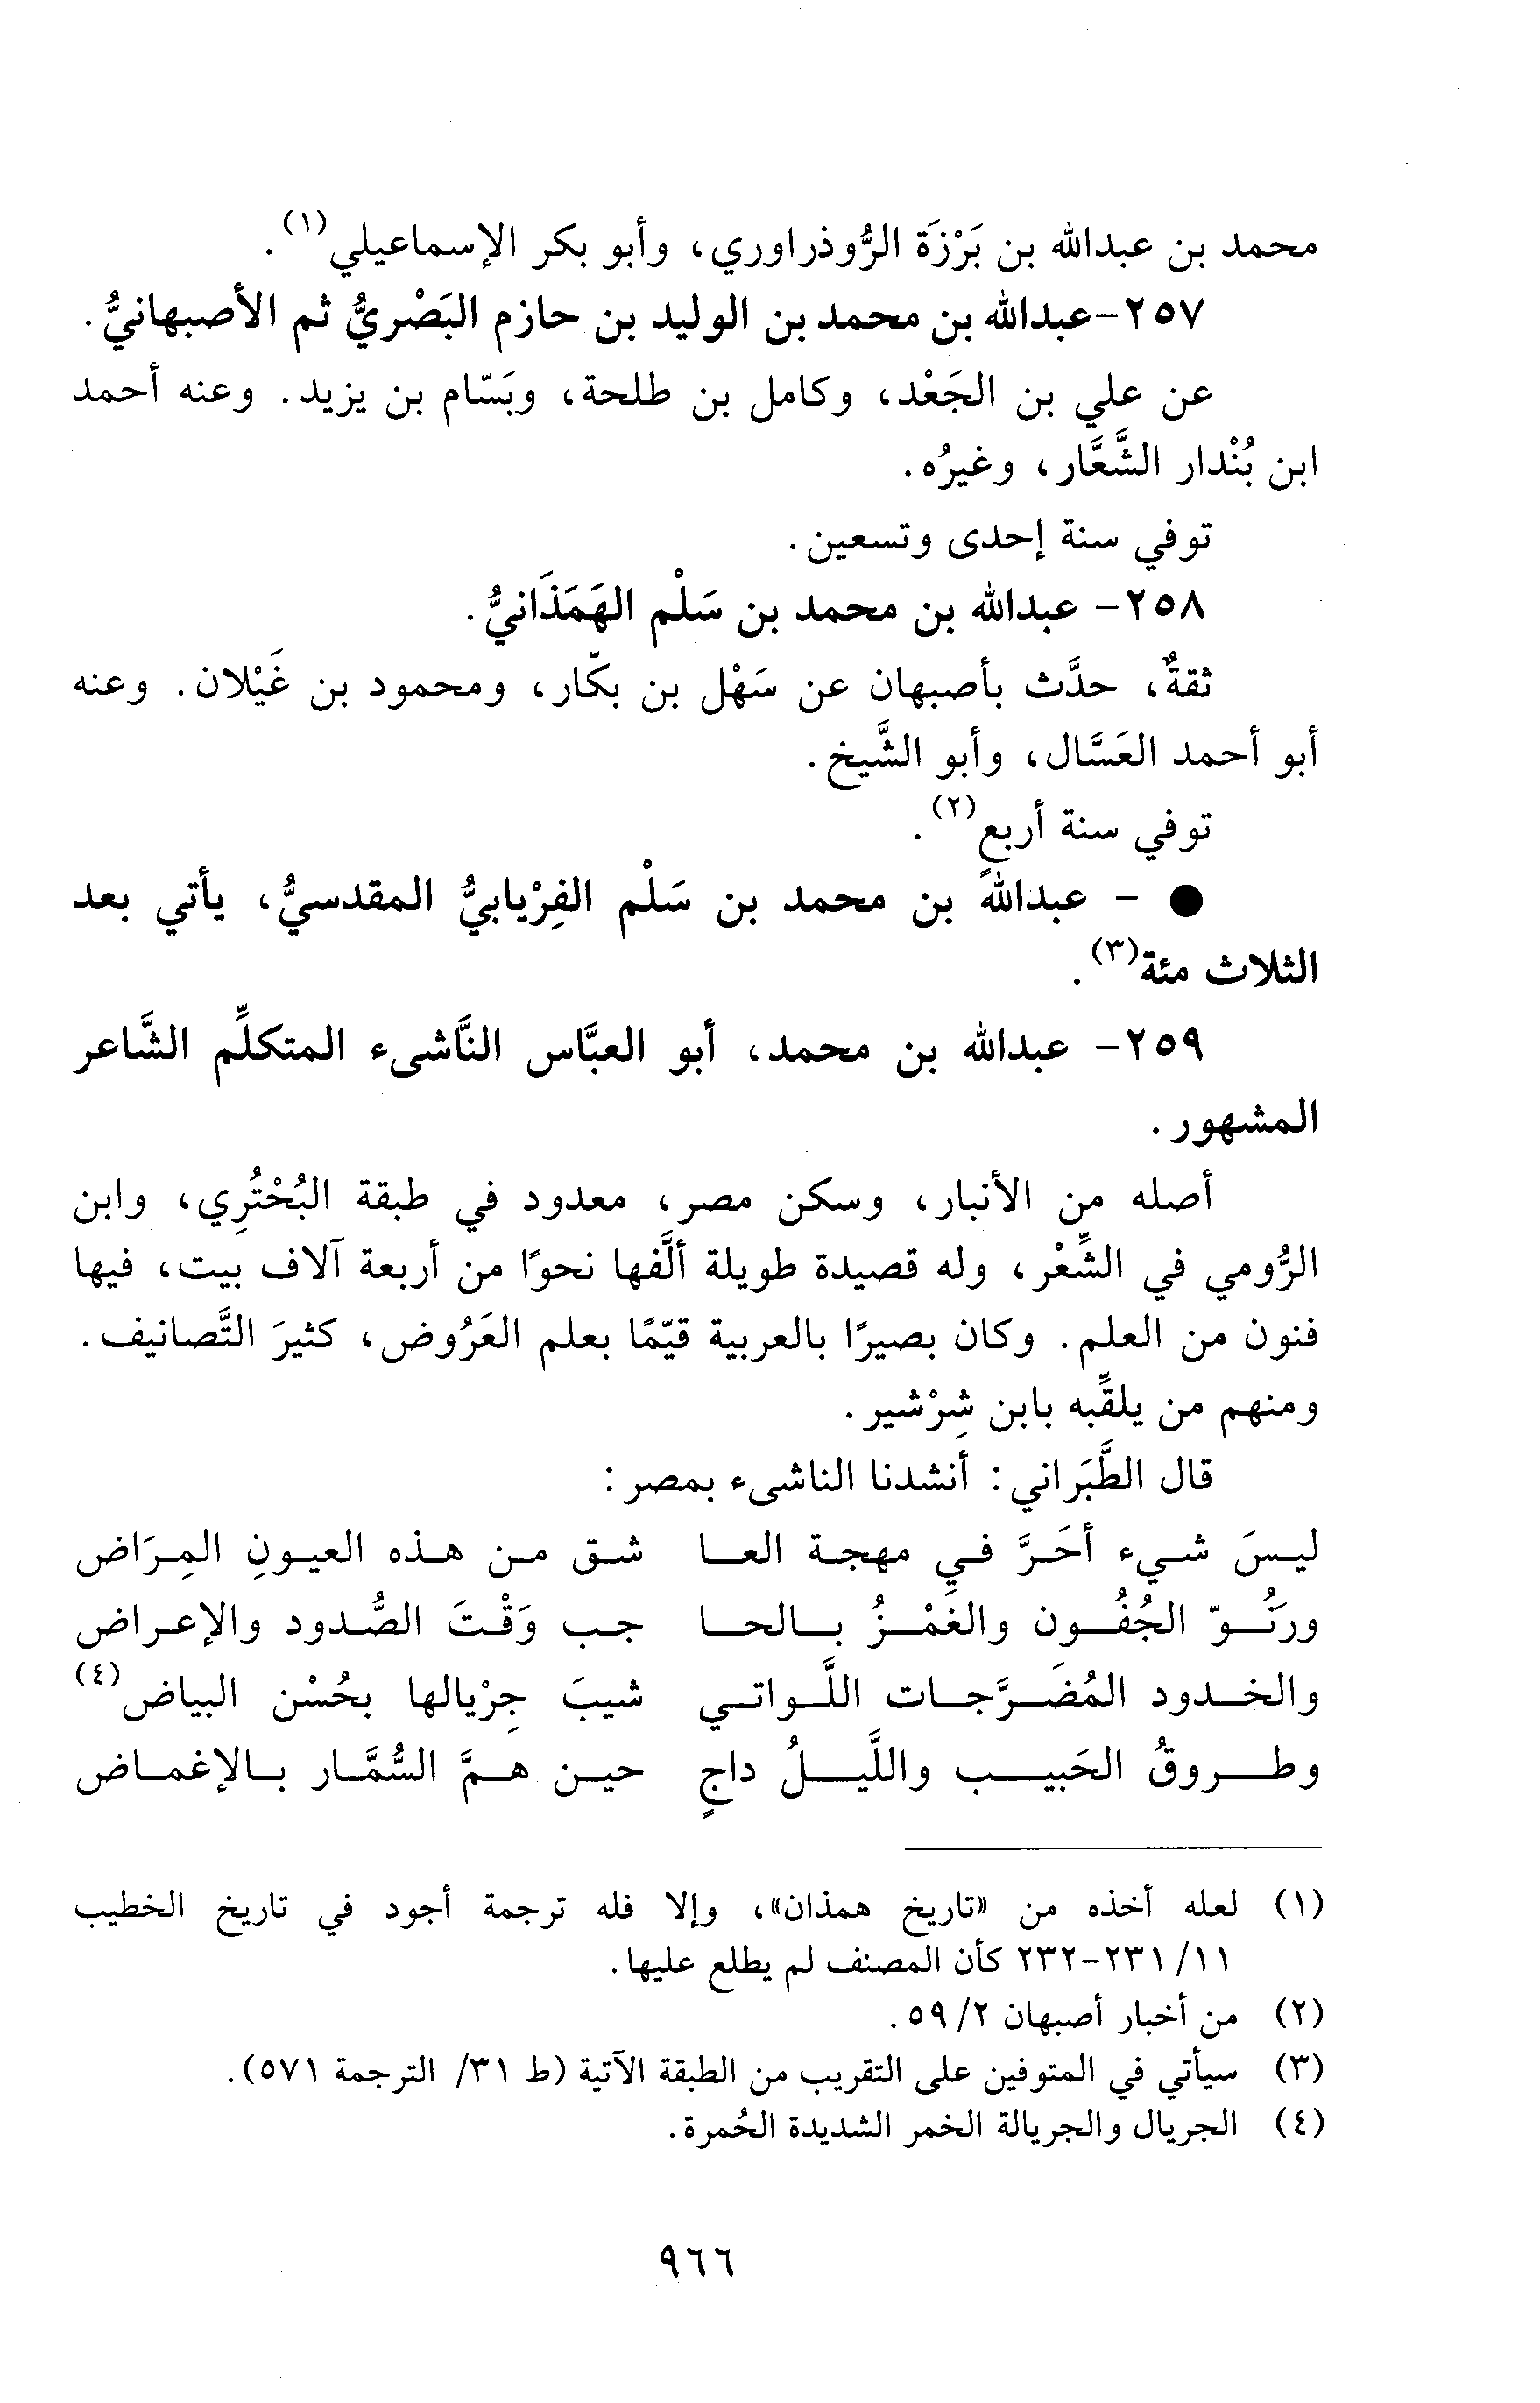 محمد بن عبدالله بن بَرْزَة الرُّوذراوري، وأبو بكر الإسماعيلي(١).
٢٥٧-عبدالله بن محمد بن الوليد بن حازم البَصْريُّ ثم الأصبهانيُّ.
عن علي بن الجَعْد، وكامل بن طلحة، وبَسّام بن يزيد. وعنه أحمد
ابن بُنْدار الشَّعَّار، وغيرُه.
توفي سنة إحدى وتسعين.
٢٥٨- عبدالله بن محمد بن سَلْم الهَمَذَانيُّ.
ثقةٌ، حدَّث بأصبهان عن سَهْل بن بكّار، ومحمود بن غَيْلان. وعنه
أبو أحمد العَسَّال، وأبو الشَّيخ.
توفي سنة أربعٍ(٢).
● - عبدالله بن محمد بن سَلْم الفِرْيابيُّ المقدسيُّ، يأتي بعد
الثلاث مئة(٣).
٢٥٩- عبدالله بن محمد، أبو العبَّاس النَّاشىء المتكلِّم الشَّاعر
المشهور.
أصله من الأنبار، وسكن مصر، معدود في طبقة البُحْتُرِي، وابن
الرُّومي في الشِّعْر، وله قصيدة طويلة ألَّفها نحوًا من أربعة آلاف بيت، فيها
فنون من العلم. وكان بصيرًا بالعربية قيّمًا بعلم العَرُوض، كثيرَ التَّصانيف.
ومنهم من يلقِّبه بابن شِرْشير.
قال الطَّبَراني: أنشدنا الناشىء بمصر:
ليسَ شيء أحَرَّ في مهجة العا شق من هذه العيونِ المِرَاض
ورَنُوّ الجُفُون والغَمْزُ بالحا جب وَقْتَ الصُّدود والإعراض
والخدود المُضَرَّجات اللَّواتي شيبَ جِرْيالها بحُسْن البياض(٤)
وطروقُ الحَبيب واللَّيلُ داجٍ حين همَّ السُّمَّار بالإغماض
(١) لعله أخذه من «تاريخ همذان»، وإلا فله ترجمة أجود في تاريخ الخطيب
١١/ ٢٣١-٢٣٢ كأن المصنف لم يطلع عليها.
(٢) من أخبار أصبهان ٢/ ٥٩.
(٣) سيأتي في المتوفين على التقريب من الطبقة الآتية (ط ٣١/ الترجمة ٥٧١).
(٤) الجريال والجريالة الخمر الشديدة الحُمرة.
٩٦٦